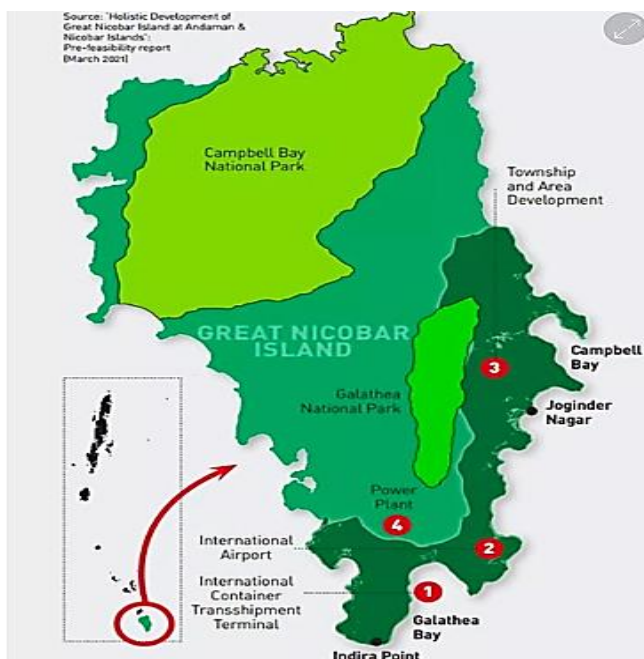 Source: 'Holistic Development of
Great Nicobar Island at Andaman &
Nicobar Islands':
Pre-feasibility report
(March 2021)
Campbell Bay
National Park
Township
and Area
Development
GREAT NICOBAR
ISLAND
Campbell
Bay
3
Galathea
National Park
Joginder
Nagar
Power
Plant
4
International
Airport
2
International
Container
Transshipment
Terminal
1
Galathea
Bay
Indira Point